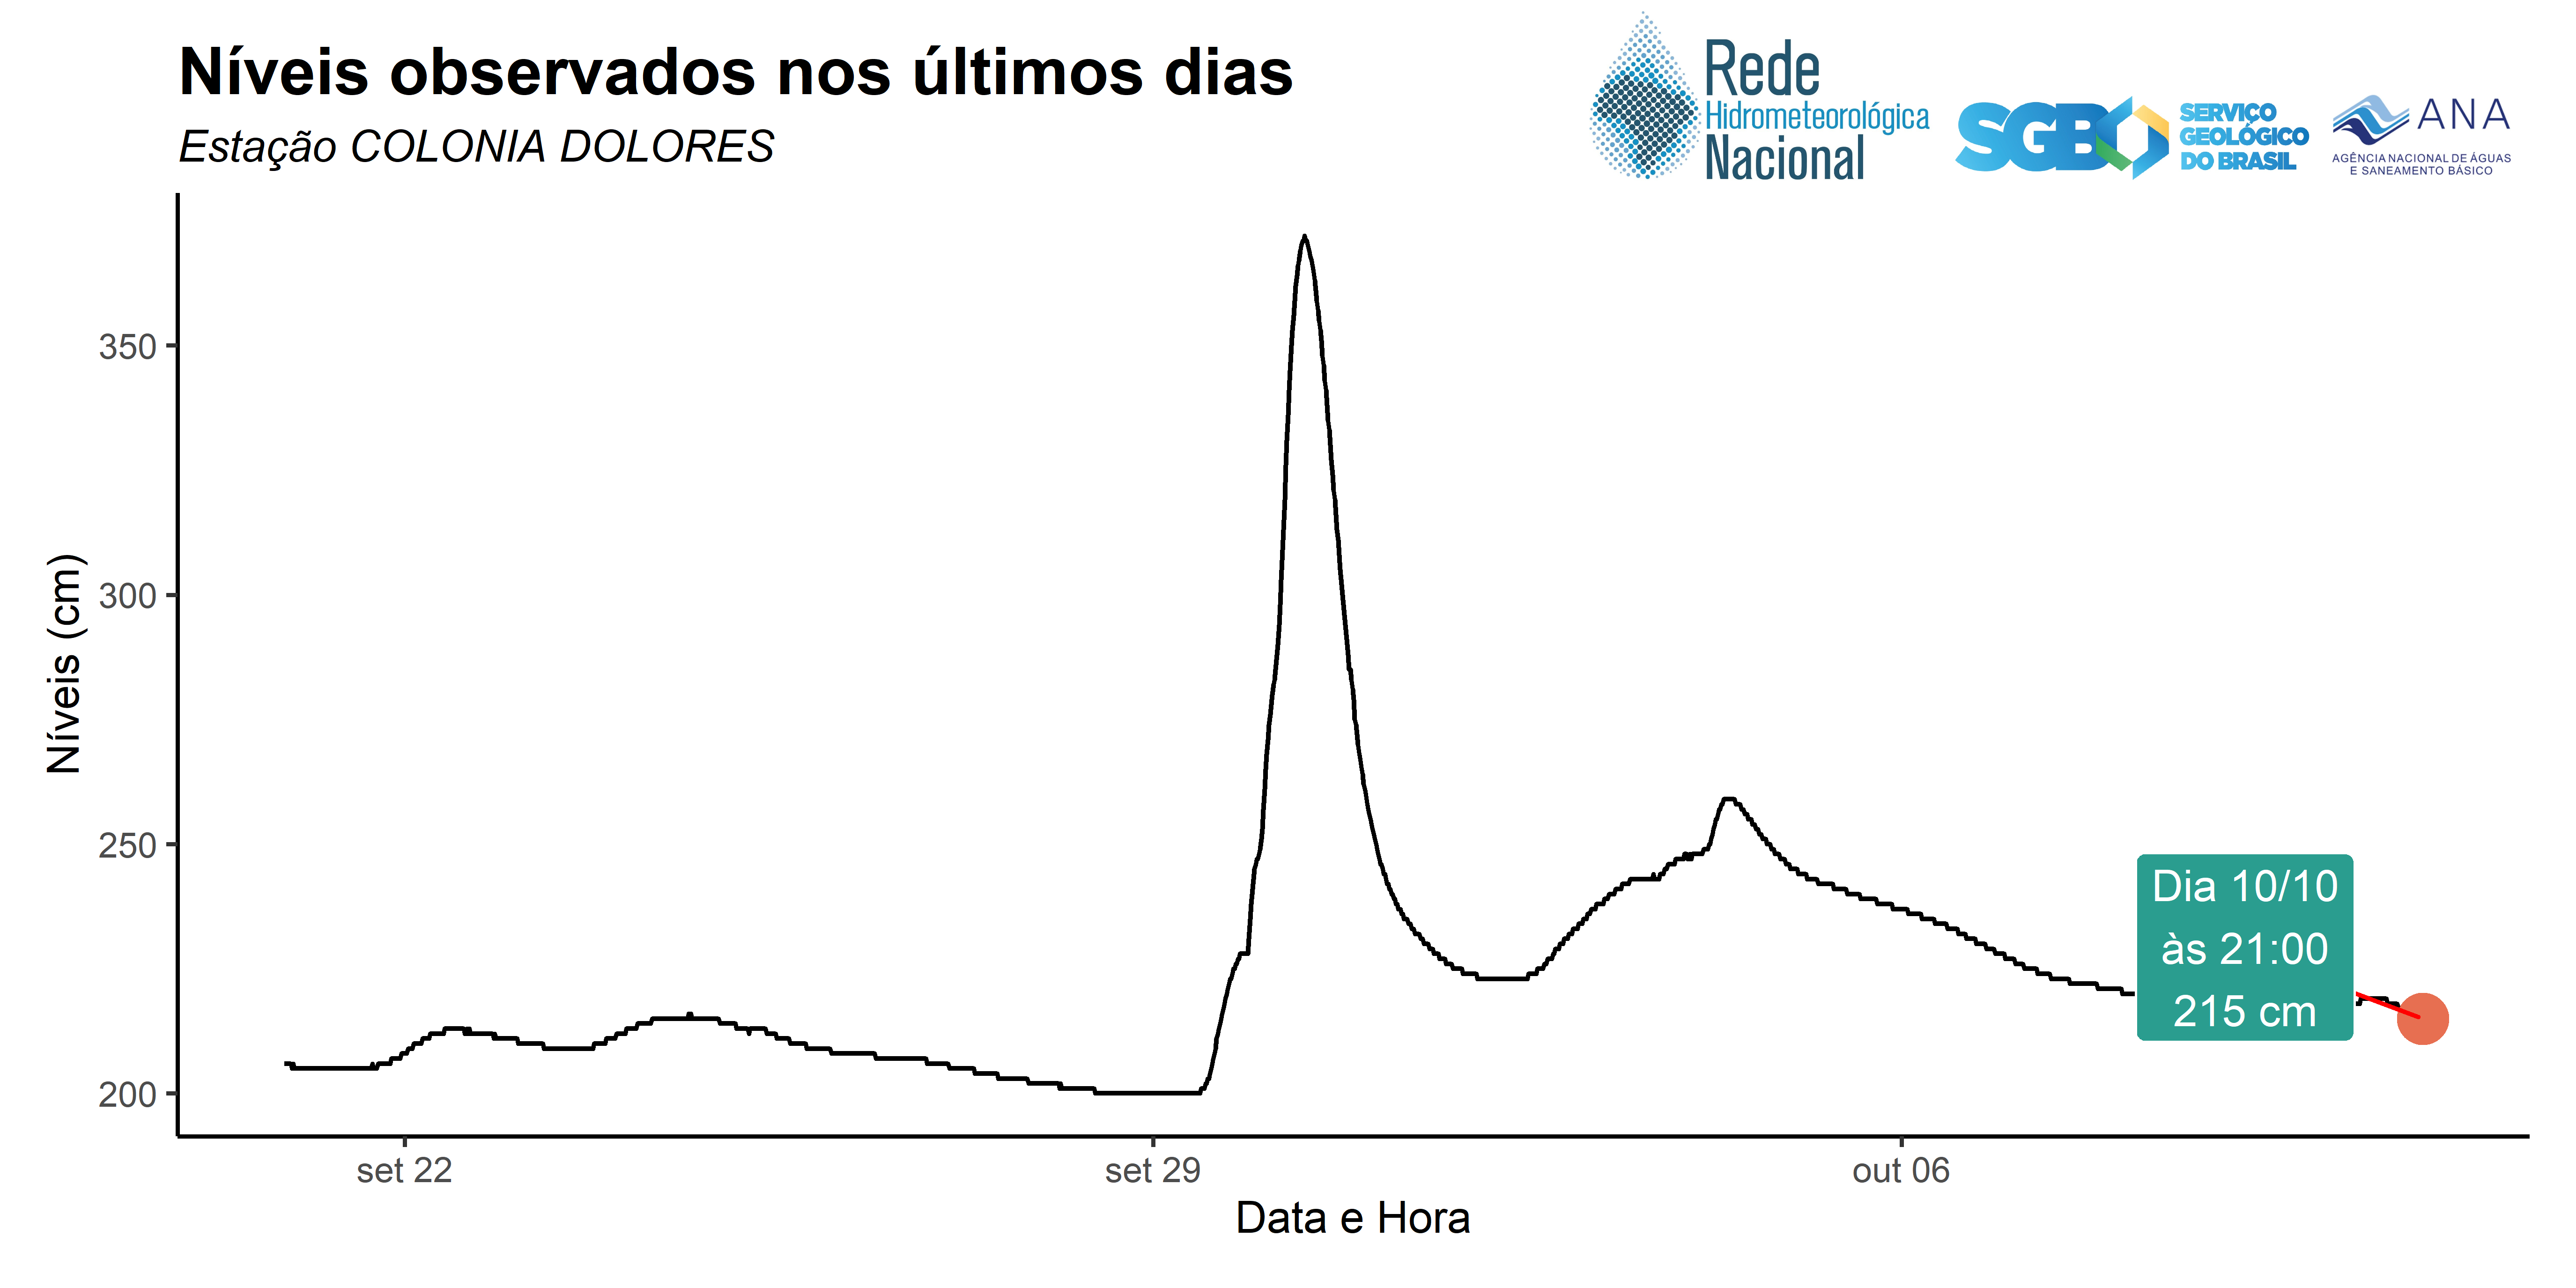 Níveis observados nos últimos dias
Estação COLONIA DOLORES
Rede
Hidrometeorológica
Nacional
SGB
SERVIÇO
GEOLÓGICO
DO BRASIL
ANA
AGÊNCIA NACIONAL DE ÁGUAS
E SANEAMENTO BÁSICO
Níveis (cm)
350
300
250
200
Dia 10/10
às 21:00
215 cm
set 22
set 29
out 06
Data e Hora